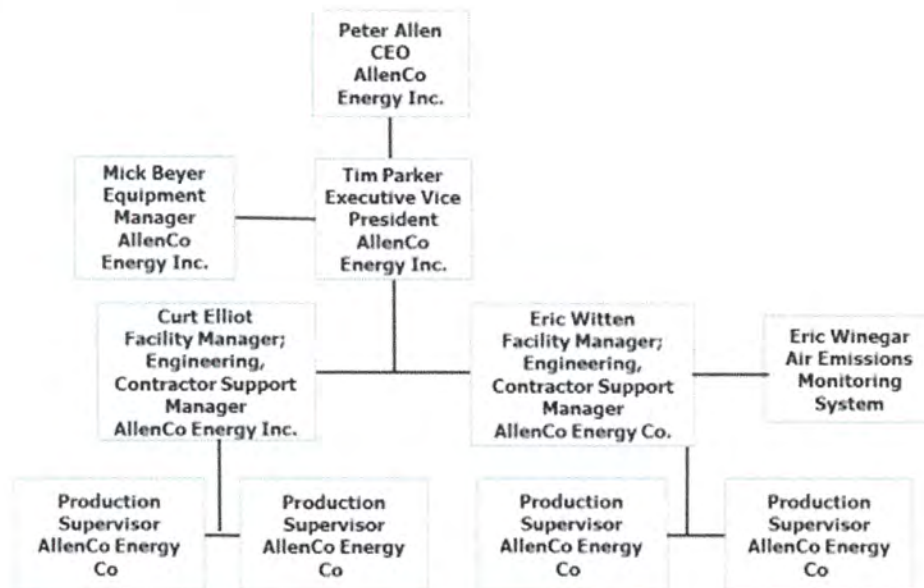 Peter Allen
CEO
AllenCo
Energy Inc.
Mick Beyer
Equipment
Manager
AllenCo
Energy Inc.
Tim Parker
Executive Vice
President
AllenCo
Energy Inc.
Curt Elliot
Facility Manager;
Engineering,
Contractor Support
Manager
AllenCo Energy Inc.
Eric Witten
Facility Manager;
Engineering,
Contractor Support
Manager
AllenCo Energy Co.
Eric Winegar
Air Emissions
Monitoring
System
Production
Supervisor
AllenCo Energy
Co
Production
Supervisor
AllenCo Energy
Co
Production
Supervisor
AllenCo Energy
Co
Production
Supervisor
AllenCo Energy
Co